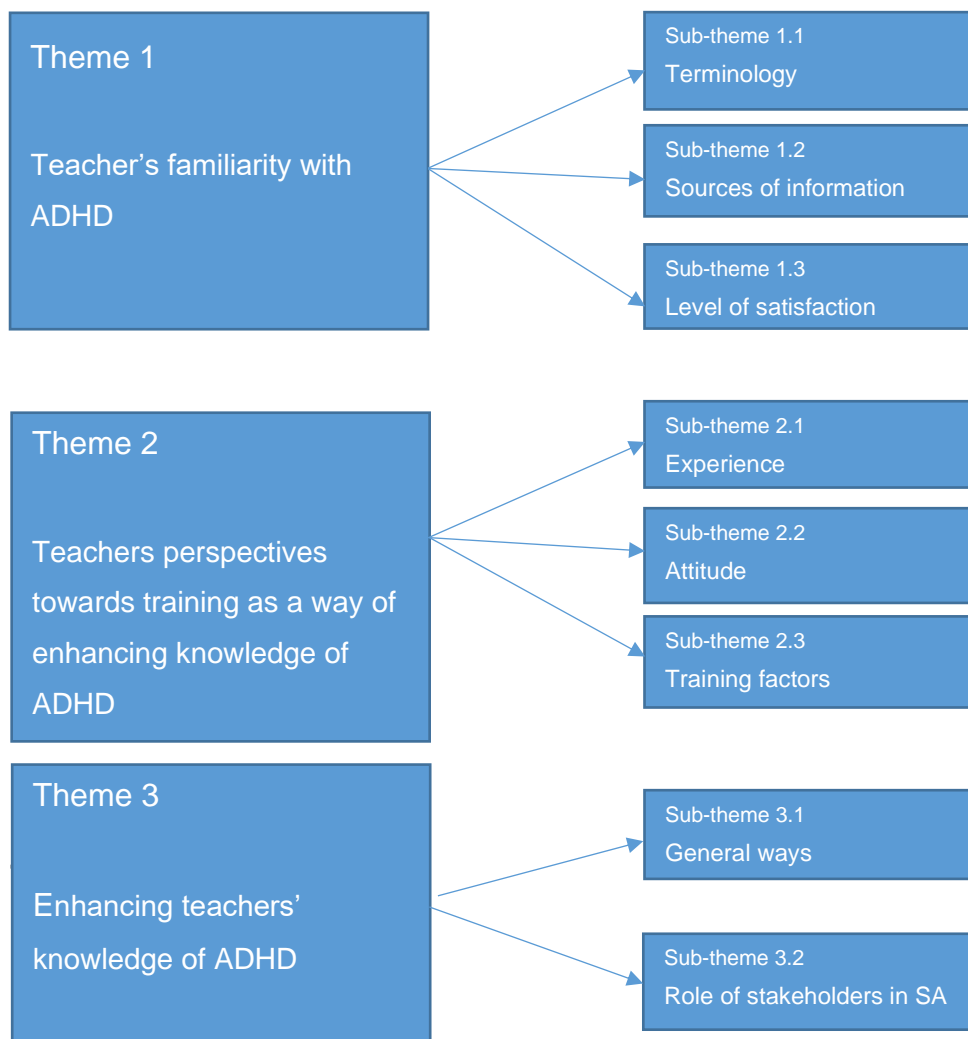 Theme 1
Teacher’s familiarity with
ADHD
Sub-theme 1.1
Terminology
Sub-theme 1.2
Sources of information
Sub-theme 1.3
Level of satisfaction
Theme 2
Teachers perspectives
towards training as a way of
enhancing knowledge of
ADHD
Sub-theme 2.1
Experience
Sub-theme 2.2
Attitude
Sub-theme 2.3
Training factors
Theme 3
Enhancing teachers’
knowledge of ADHD
Sub-theme 3.1
General ways
Sub-theme 3.2
Role of stakeholders in SA